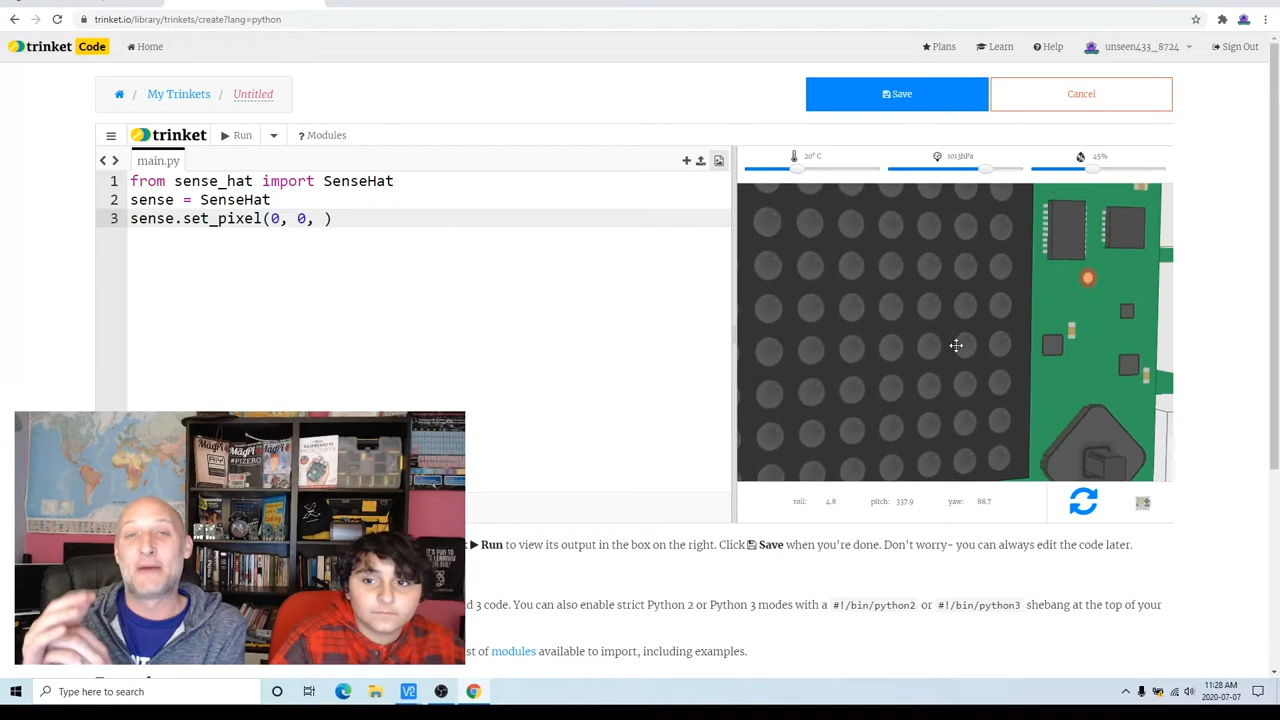 trinket.io/library/trinkets/create?lang=python
trinket Code Home Plans Learn Help unseen433_8724 Sign Out
/ My Trinkets / Untitled Save Cancel
trinket Run ? Modules
main.py
20°C 1013hPa 45%
1 from sense_hat import SenseHat
2 sense = SenseHat
3 sense.set_pixel(0, 0, )
roll: 4.8 pitch: 337.9 yaw: 88.7
Run to view its output in the box on the right. Click Save when you're done. Don't worry- you can always edit the code later.
3 code. You can also enable strict Python 2 or Python 3 modes with a #!/bin/python2 or #!/bin/python3 shebang at the top of your
st of modules available to import, including examples.
MagPi
#PIZERO
Type here to search
11:28 AM
2020-07-07